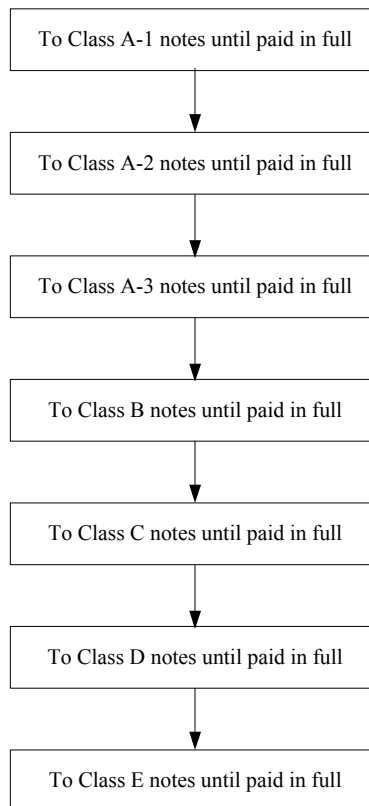 To Class A-1 notes until paid in full
To Class A-2 notes until paid in full
To Class A-3 notes until paid in full
To Class B notes until paid in full
To Class C notes until paid in full
To Class D notes until paid in full
To Class E notes until paid in full